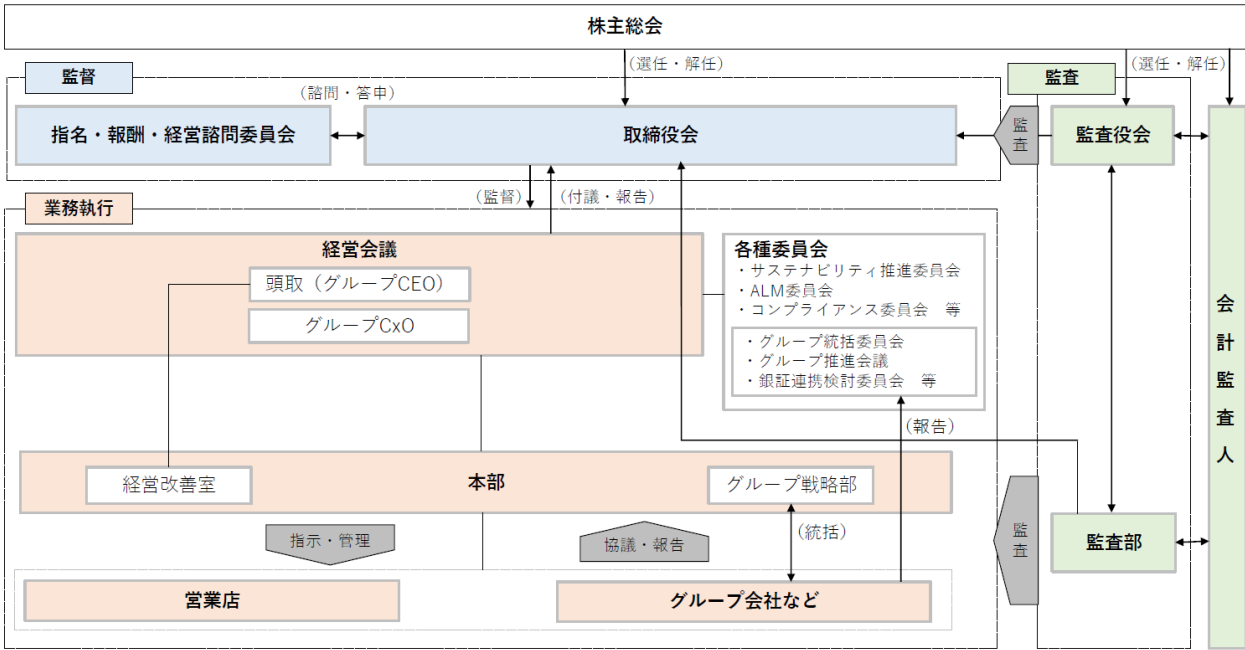 株主総会
監督
(選任・解任)
監査
(選任・解任)
(諮問・答申)
指名・報酬・経営諮問委員会
取締役会
監査
監査役会
(監督)
(付議・報告)
業務執行
経営会議
頭取（グループCEO）
グループCxO
各種委員会
・サステナビリティ推進委員会
・ALM委員会
・コンプライアンス委員会　等
・グループ統括委員会
・グループ推進会議
・銀証連携検討委員会　等
会計監査人
(報告)
経営改善室
本部
グループ戦略部
指示・管理
協議・報告
(統括)
監査
監査部
営業店
グループ会社など